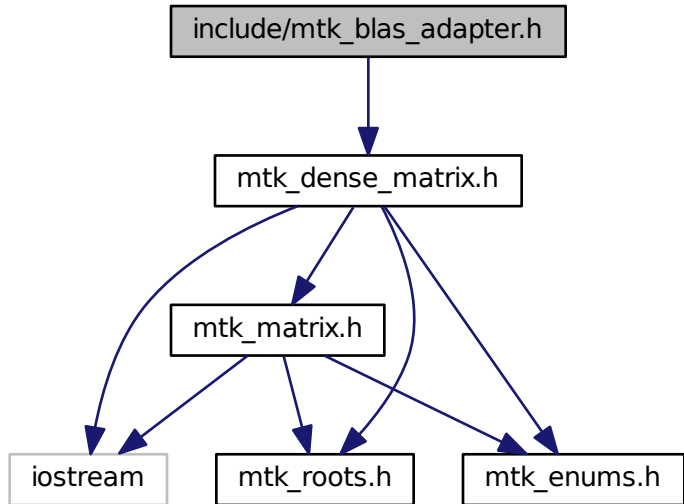 include/mtk_blas_adapter.h
mtk_dense_matrix.h
mtk_matrix.h
iostream
mtk_roots.h
mtk_enums.h